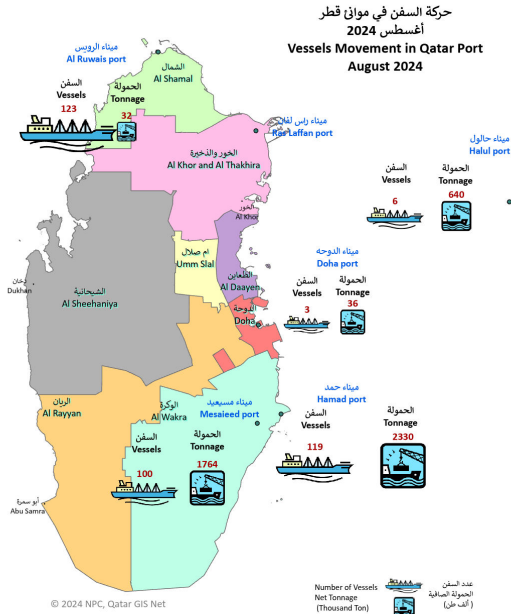 حركة السفن في موانئ قطر
أغسطس 2024
Vessels Movement in Qatar Port
August 2024
ميناء الرويس
Al Ruwais port
السفن
Vessels
123
الحمولة
Tonnage
32
الشمال
Al Shamal
ميناء راس لفان
Ras Laffan port
الخور والذخيرة
Al Khor and Al Thakhira
ميناء حالول
Halul port
السفن
Vessels
6
الحمولة
Tonnage
640
الخور
Al Khor
ام صلال
Umm Slal
الظعاين
Al Daayen
دخان
Dukhan
الشيحانية
Al Sheehaniya
ميناء الدوحه
Doha port
السفن
Vessels
3
الحمولة
Tonnage
36
الدوحة
Doha
الريان
Al Rayyan
الوكرة
Al Wakra
ميناء مسيعيد
Mesaieed port
السفن
Vessels
100
الحمولة
Tonnage
1764
ميناء حمد
Hamad port
السفن
Vessels
119
الحمولة
Tonnage
2330
أبو سمرة
Abu Samra
Number of Vessels
عدد السفن
Net Tonnage
(Thousand Ton)
الحمولة الصافية
( ألف طن)
© 2024 NPC, Qatar GIS Net